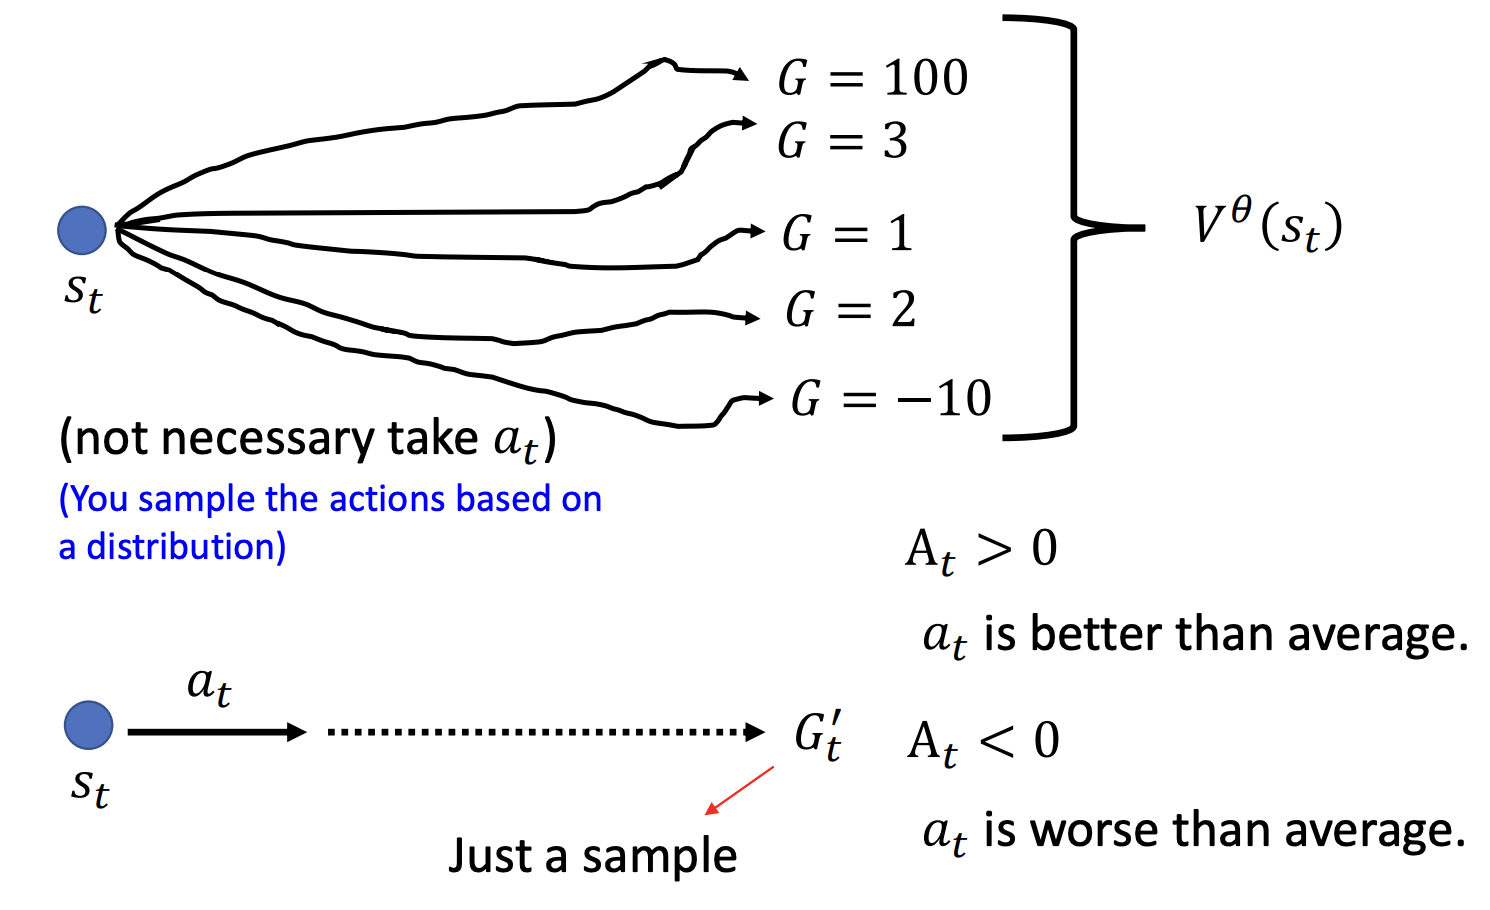 G = 100
G = 3
G = 1
G = 2
G = −10
V^θ(s_t)
s_t
(not necessary take a_t)
(You sample the actions based on
a distribution)
A_t > 0
a_t is better than average.
a_t
s_t
G'_t
A_t < 0
a_t is worse than average.
Just a sample